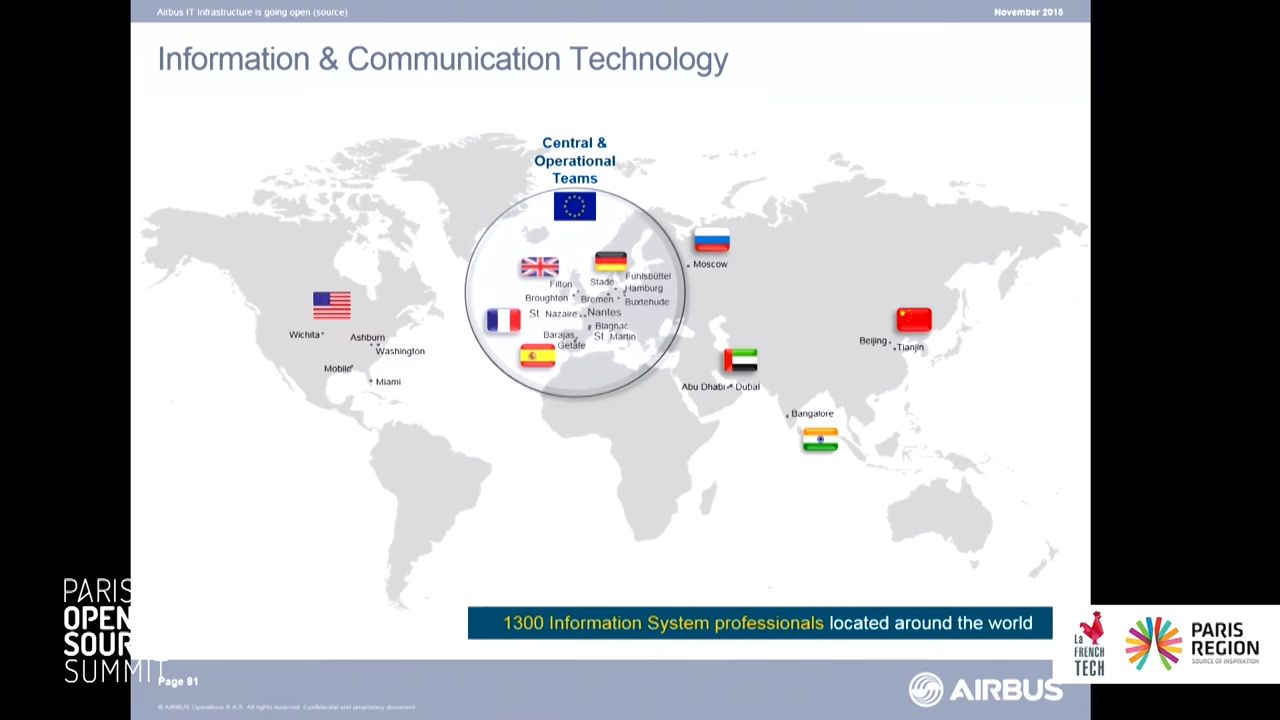 Airbus IT Infrastructure is going open (source)
November 2016
Information & Communication Technology
Central &
Operational
Teams
Moscow
Filton
Stade
Fuhlsbüttel
Hamburg
Broughton
Bremen
Buxtehude
St. Nazaire
Nantes
Blagnac
Barajas
St. Martin
Getafe
Wichita
Ashburn
Washington
Mobile
Miami
Beijing
Tianjin
Abu Dhabi
Dubai
Bangalore
1300 Information System professionals located around the world
PARIS
OPEN
SOUR
SUMMIT
Page 81
© AIRBUS Operations S.A.S. All rights reserved. Confidential and proprietary document.
AIRBUS
La
FRENCH
TECH
PARIS
REGION
SOURCE OF INSPIRATION